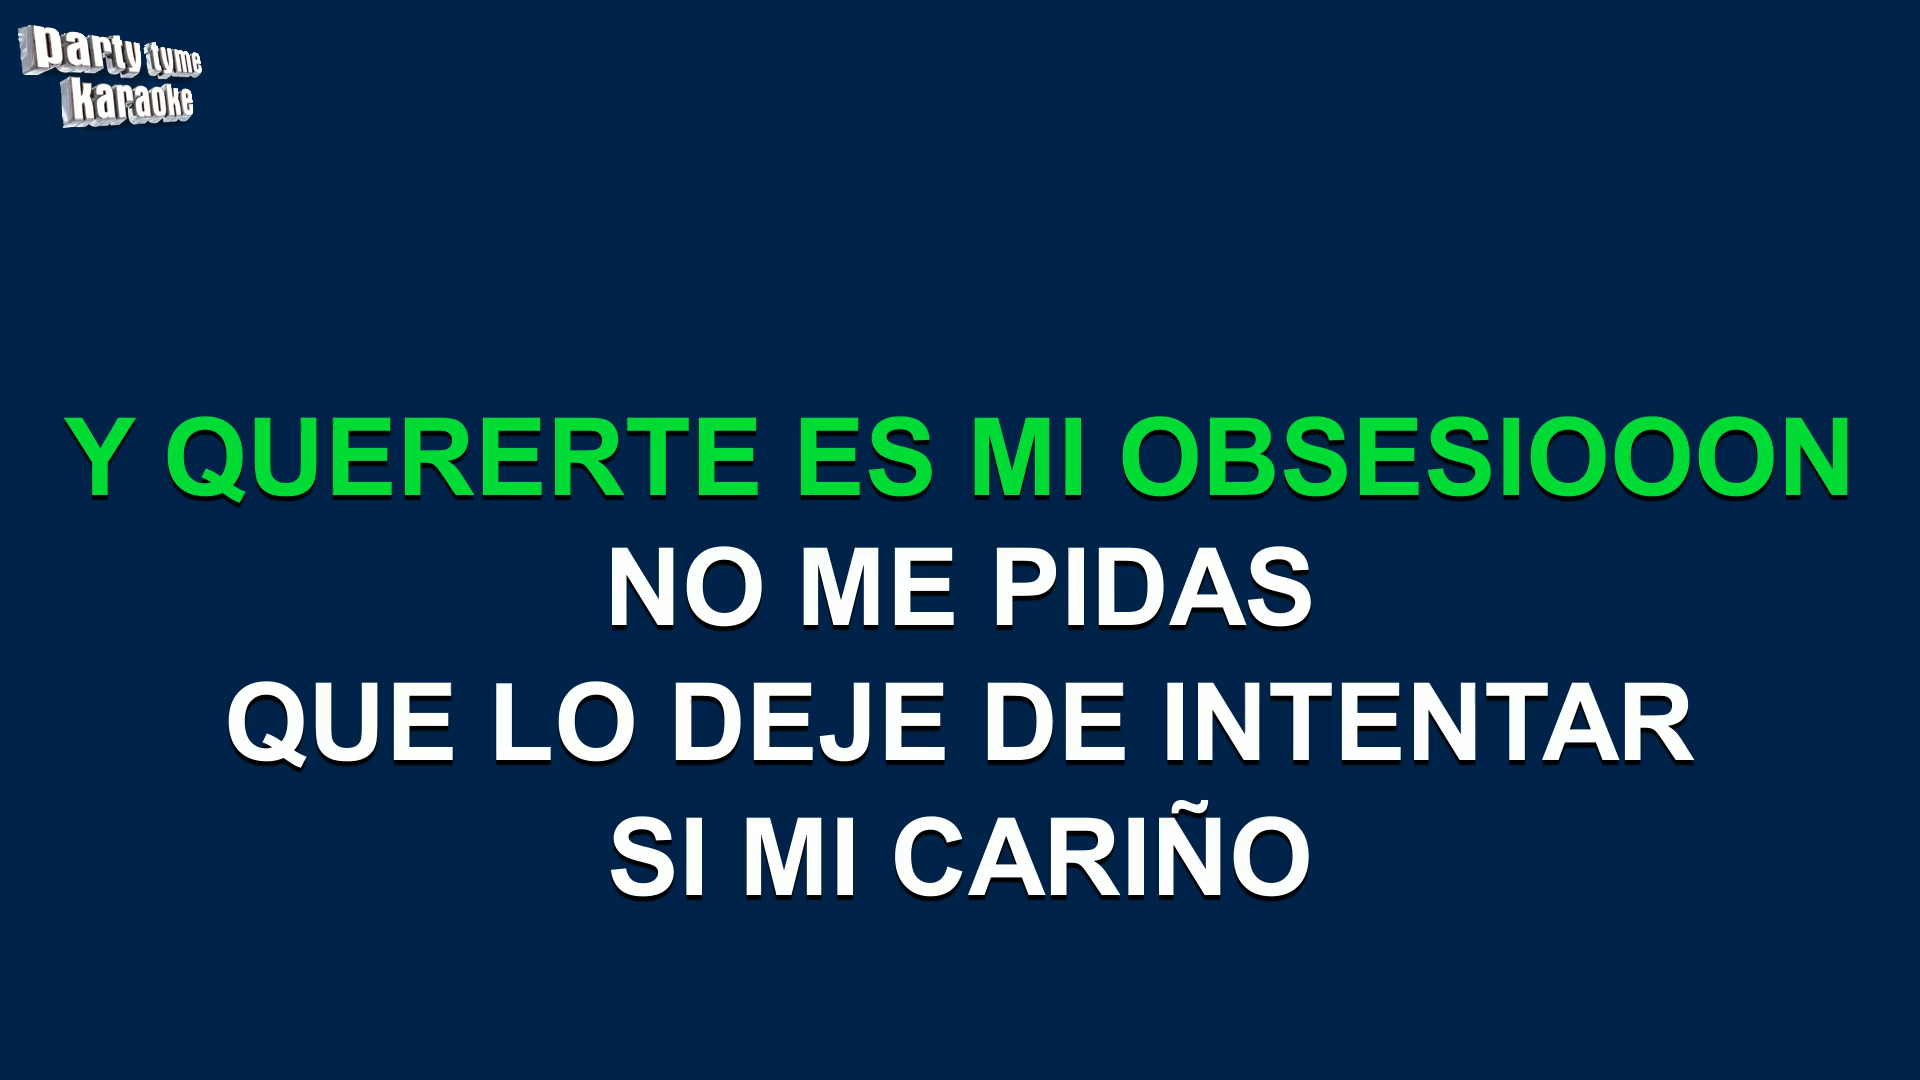 party tyme
karaoke
Y QUERERTE ES MI OBSESIOOON
NO ME PIDAS
QUE LO DEJE DE INTENTAR
SI MI CARIÑO